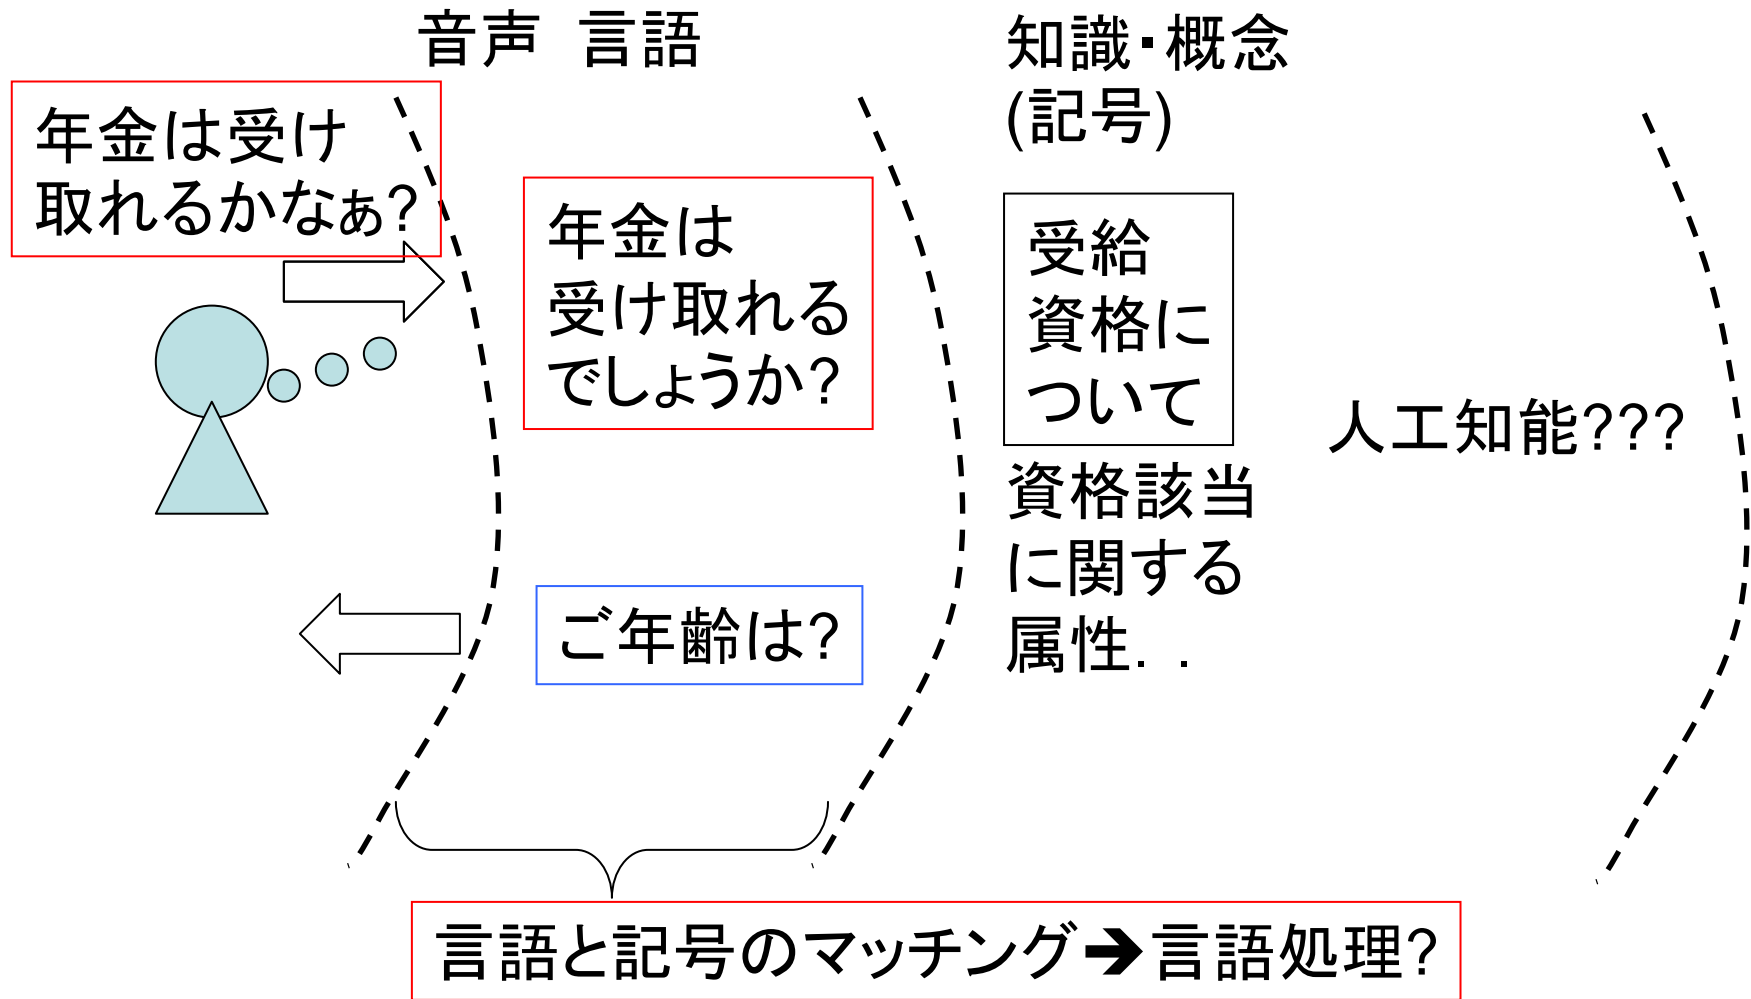 音声 言語
知識・概念
(記号)
年金は受け
取れるかなぁ?
年金は
受け取れる
でしょうか?
受給
資格に
ついて
人工知能???
資格該当
に関する
属性. .
ご年齢は?
言語と記号のマッチング➔言語処理?